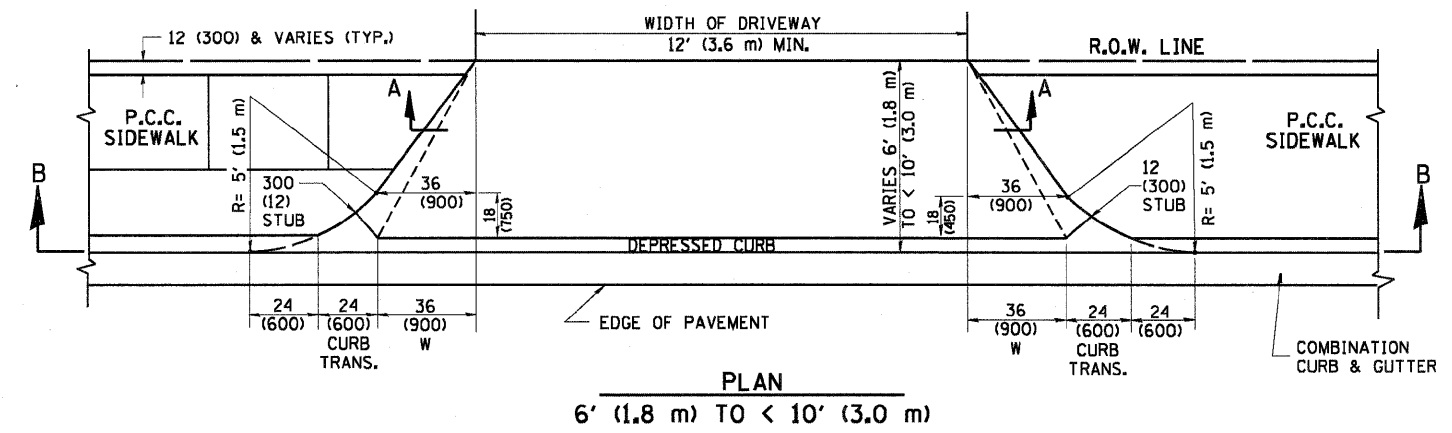 WIDTH OF DRIVEWAY
12' (3.6 m) MIN.
12 (300) & VARIES (TYP.)
R.O.W. LINE
A
A
P.C.C.
SIDEWALK
P.C.C.
SIDEWALK
VARIES 6' (1.8 m)
TO < 10' (3.0 m)
R= 5' (1.5 m)
R= 5' (1.5 m)
B
B
300
(12)
STUB
36
(900)
18
(750)
36
(900)
18
(450)
12
(300)
STUB
DEPRESSED CURB
24
(600)
24
(600)
CURB
TRANS.
36
(900)
W
EDGE OF PAVEMENT
36
(900)
W
24
(600)
CURB
TRANS.
24
(600)
COMBINATION
CURB & GUTTER
PLAN
6' (1.8 m) TO < 10' (3.0 m)